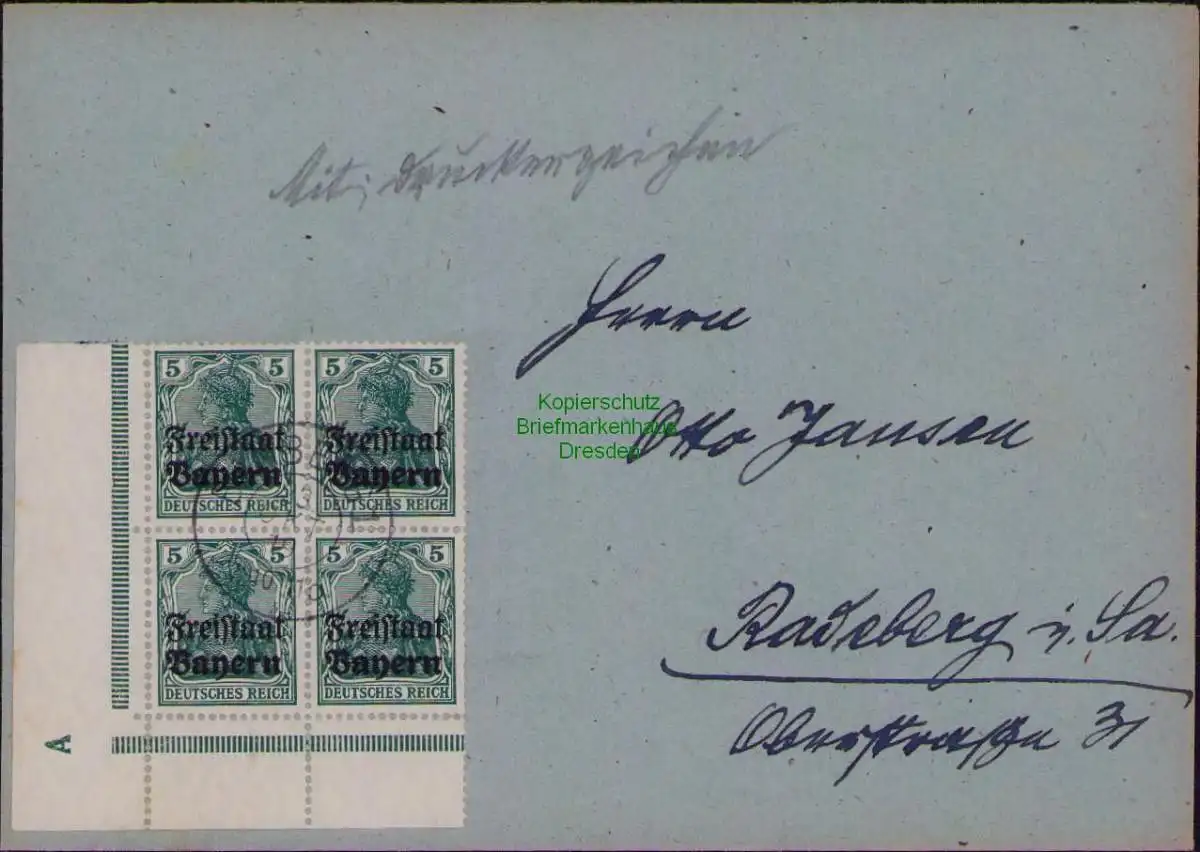 Mit Druckerzeichen
Herrn
Kopierschutz
Briefmarkenhaus
Dresden
Otto Jansen
Radeberg i. Sa.
Oberstraße 31
5 5
Freistaat
Bayern
DEUTSCHES REICH
5 5
Freistaat
Bayern
DEUTSCHES REICH
5 5
Freistaat
Bayern
DEUTSCHES REICH
5 5
Freistaat
Bayern
DEUTSCHES REICH
A